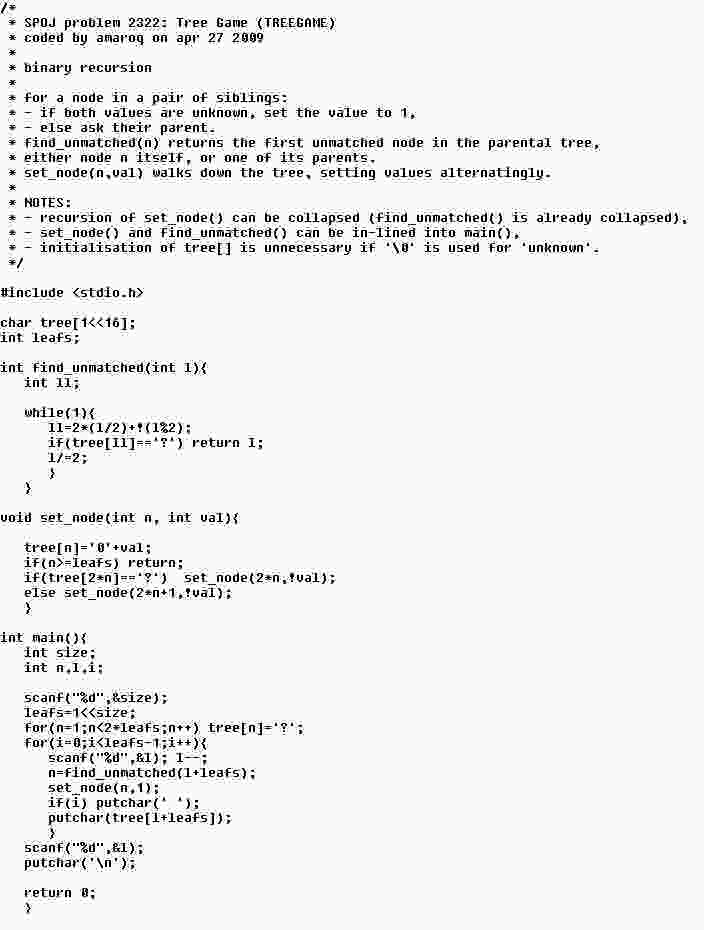 /*
 * SPOJ problem 2322: Tree Game (TREEGAME)
 * coded by amaroq on apr 27 2009
 *
 * binary recursion
 *
 * for a node in a pair of siblings:
 * - if both values are unknown, set the value to 1,
 * - else ask their parent.
 * find_unmatched(n) returns the first unmatched node in the parental tree,
 * either node n itself, or one of its parents.
 * set_node(n,val) walks down the tree, setting values alternatingly.
 *
 * NOTES:
 * - recursion of set_node() can be collapsed (find_unmatched() is already collapsed),
 * - set_node() and find_unmatched() can be in-lined into main(),
 * - initialisation of tree[] is unnecessary if '\0' is used for 'unknown'.
 */

#include <stdio.h>

char tree[1<<16];
int leafs;

int find_unmatched(int l){
   int ll;

   while(1){
      ll=2*(l/2)+!(l%2);
      if(tree[ll]=='?') return l;
      l/=2;
      }
   }

void set_node(int n, int val){

   tree[n]='0'+val;
   if(n>=leafs) return;
   if(tree[2*n]=='?')  set_node(2*n,!val);
   else set_node(2*n+1,!val);
   }

int main(){
   int size;
   int n,l,i;

   scanf("%d",&size);
   leafs=1<<size;
   for(n=1;n<2*leafs;n++) tree[n]='?';
   for(i=0;i<leafs-1;i++){
      scanf("%d",&l); l--;
      n=find_unmatched(l+leafs);
      set_node(n,1);
      if(i) putchar(' ');
      putchar(tree[l+leafs]);
      }
   scanf("%d",&l);
   putchar('\n');

   return 0;
   }